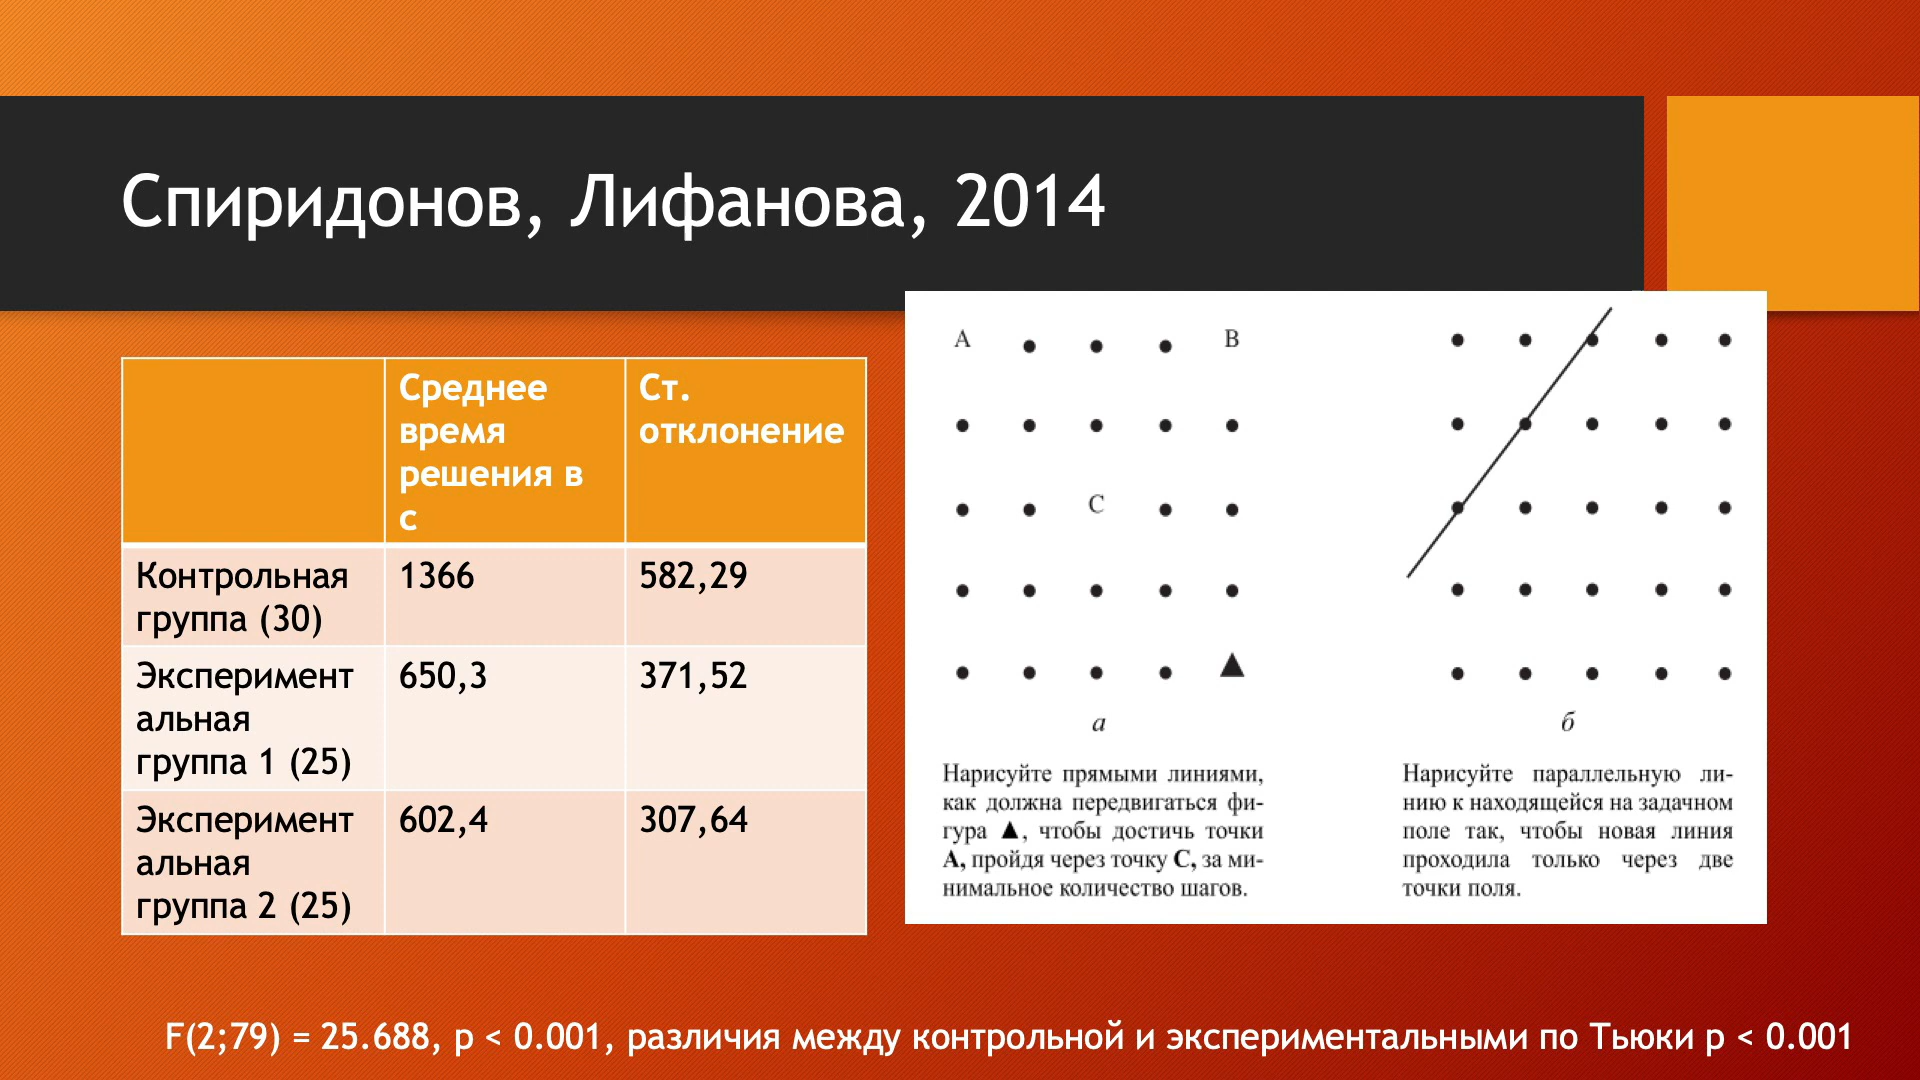 Спиридонов, Лифанова, 2014
Среднее
время
решения в
с
Ст.
отклонение
Контрольная
группа (30)
1366
582,29
Эксперимент
альная
группа 1 (25)
650,3
371,52
Эксперимент
альная
группа 2 (25)
602,4
307,64
A
B
C
а
Нарисуйте прямыми линиями,
как должна передвигаться фи-
гура ▲, чтобы достичь точки
А, пройдя через точку С, за ми-
нимальное количество шагов.
б
Нарисуйте параллельную ли-
нию к находящейся на задачном
поле так, чтобы новая линия
проходила только через две
точки поля.
F(2;79) = 25.688, p < 0.001, различия между контрольной и экспериментальными по Тьюки p < 0.001